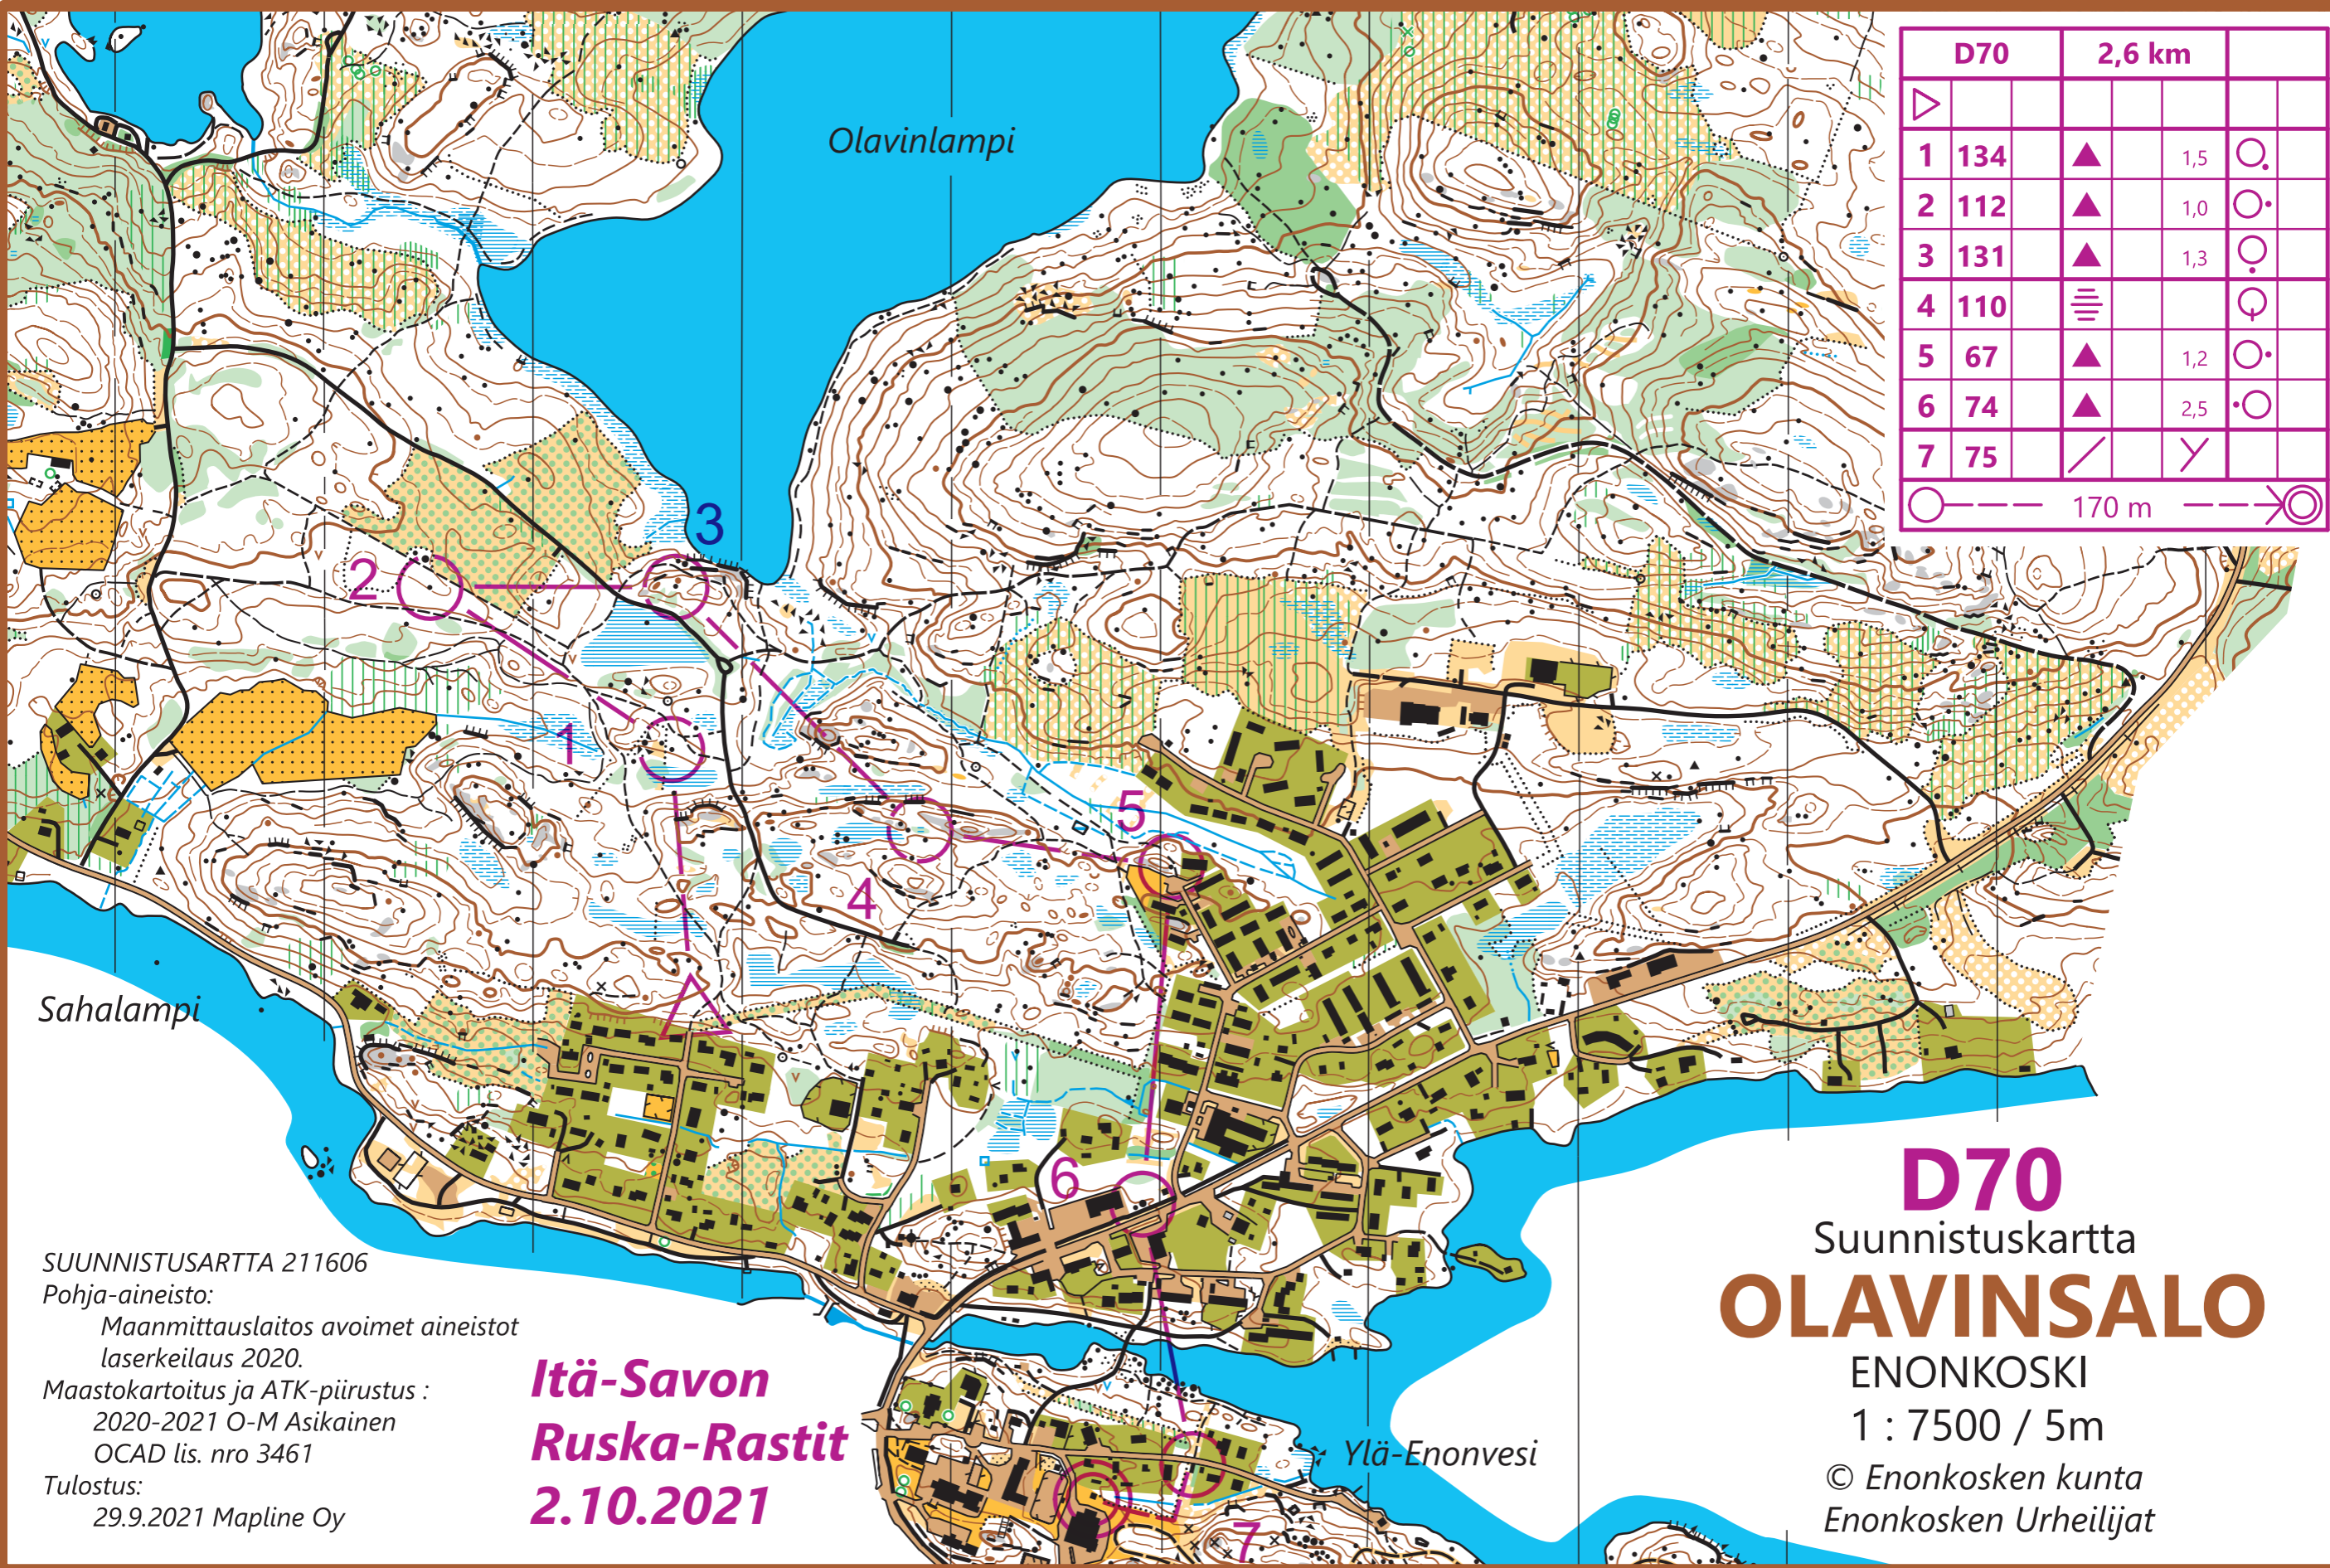 D70 2,6 km
1 134 1,5
2 112 1,0
3 131 1,3
4 110
5 67 1,2
6 74 2,5
7 75
170 m
Olavinlampi
3
2
1
5
4
Sahalampi
6
7
Ylä-Enonvesi
SUUNNISTUSARTTA 211606
Pohja-aineisto:
Maanmittauslaitos avoimet aineistot
laserkeilaus 2020.
Maastokartoitus ja ATK-piirustus :
2020-2021 O-M Asikainen
OCAD lis. nro 3461
Tulostus:
29.9.2021 Mapline Oy
Itä-Savon
Ruska-Rastit
2.10.2021
D70
Suunnistuskartta
OLAVINSALO
ENONKOSKI
1 : 7500 / 5m
© Enonkosken kunta
Enonkosken Urheilijat